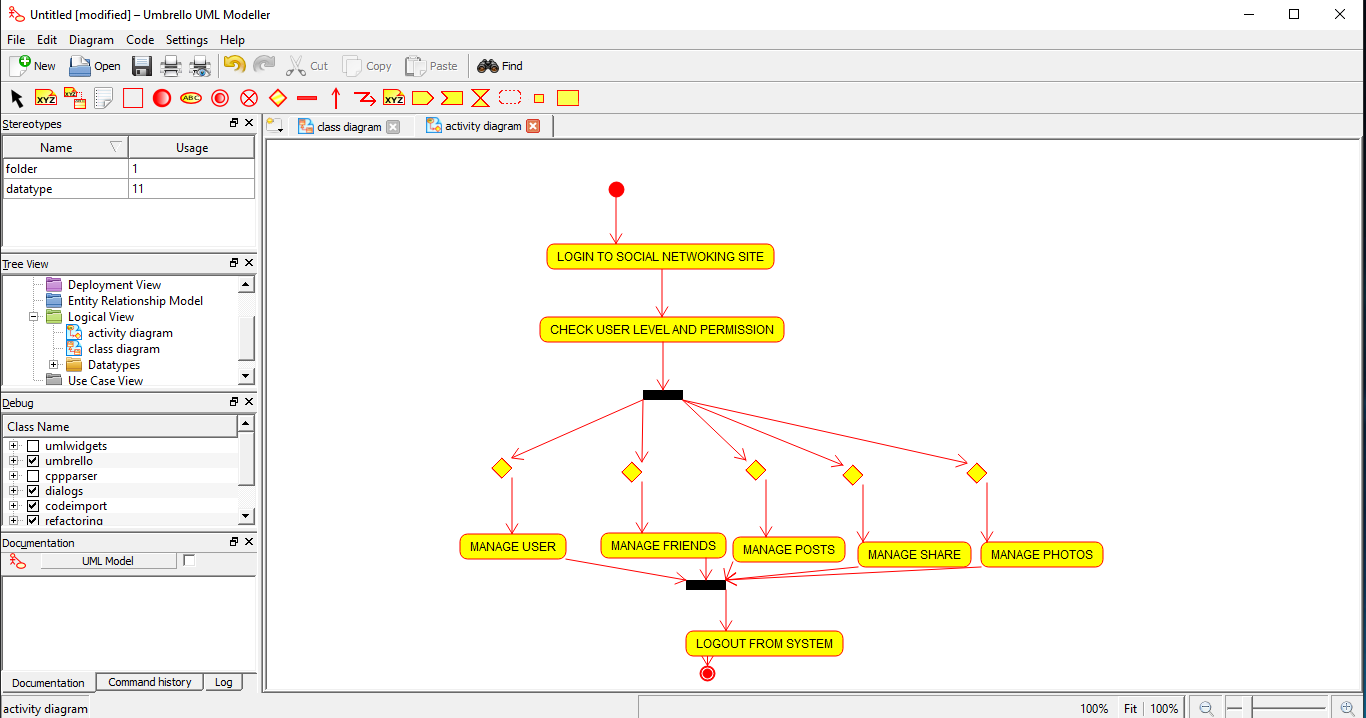 Untitled [modified] – Umbrello UML Modeller
File Edit Diagram Code Settings Help
New Open Cut Copy Paste Find
XYZ XYZ ABC XYZ
Stereotypes
Name Usage
folder 1
datatype 11
Tree View
Deployment View
Entity Relationship Model
Logical View
activity diagram
class diagram
Datatypes
Use Case View
Debug
Class Name
umlwidgets
umbrello
cppparser
dialogs
codeimport
refactoring
Documentation
UML Model
Documentation Command history Log
class diagram activity diagram
LOGIN TO SOCIAL NETWOKING SITE
CHECK USER LEVEL AND PERMISSION
MANAGE USER MANAGE FRIENDS MANAGE POSTS MANAGE SHARE MANAGE PHOTOS
LOGOUT FROM SYSTEM
activity diagram 100% Fit 100%